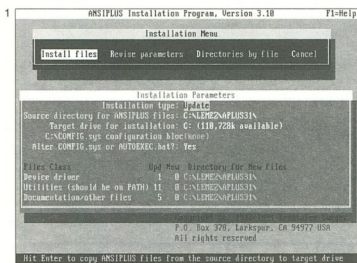 1
ANSIPLUS Installation Program, Version 3.10 F1=Help
Installation Menu
Install files Revise parameters Directories by file Cancel
Installation Parameters
Installation type: Update
Source directory for ANSIPLUS files: C:\LEMEZ\APLUS31\
Target drive for installation: C: (110,728k available)
C:\CONFIG.sys configuration block(none)
Alter CONFIG.sys or AUTOEXEC.bat?: Yes
Files Class Upd New Directory for New Files
Device driver 1 0 C:\LEMEZ\APLUS31\
Utilities (should be on PATH) 11 0 C:\LEMEZ\APLUS31\
Documentation/other files 5 0 C:\LEMEZ\APLUS31\
P.O. Box 378, Larkspur, CA 94977 USA
All rights reserved
Hit Enter to copy ANSIPLUS files from the source directory to target drive